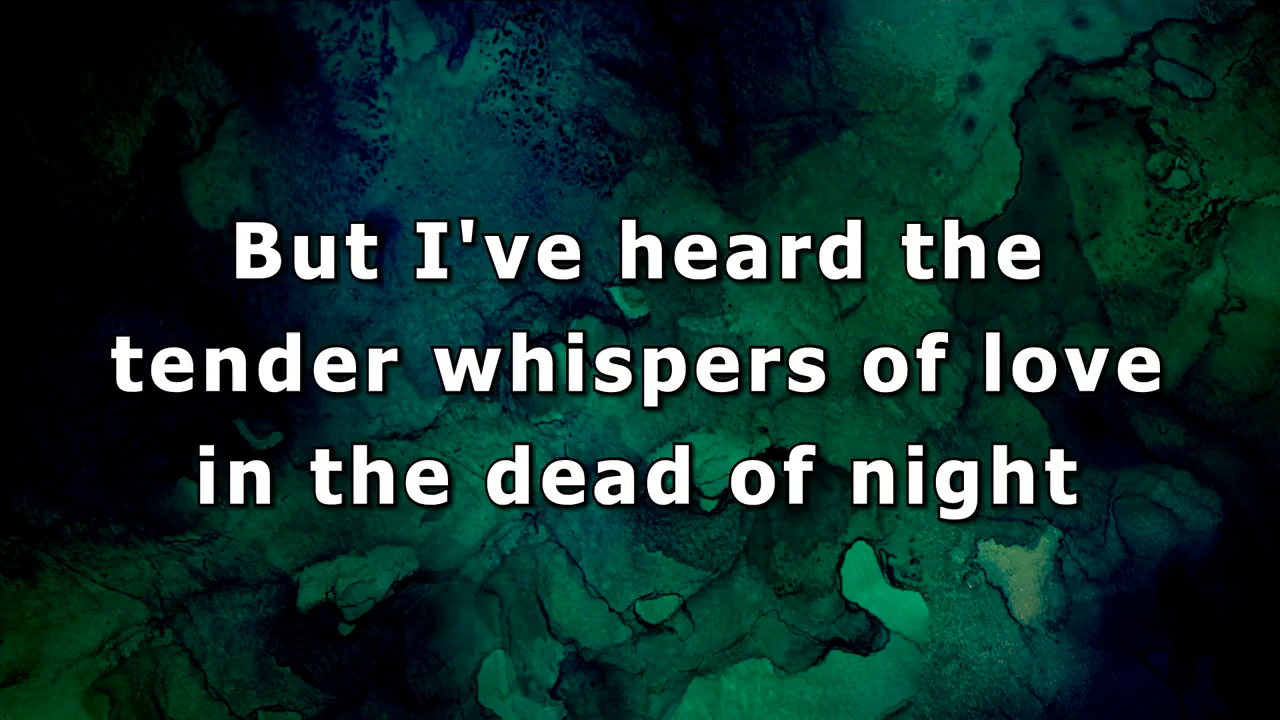 But I've heard the
tender whispers of love
in the dead of night